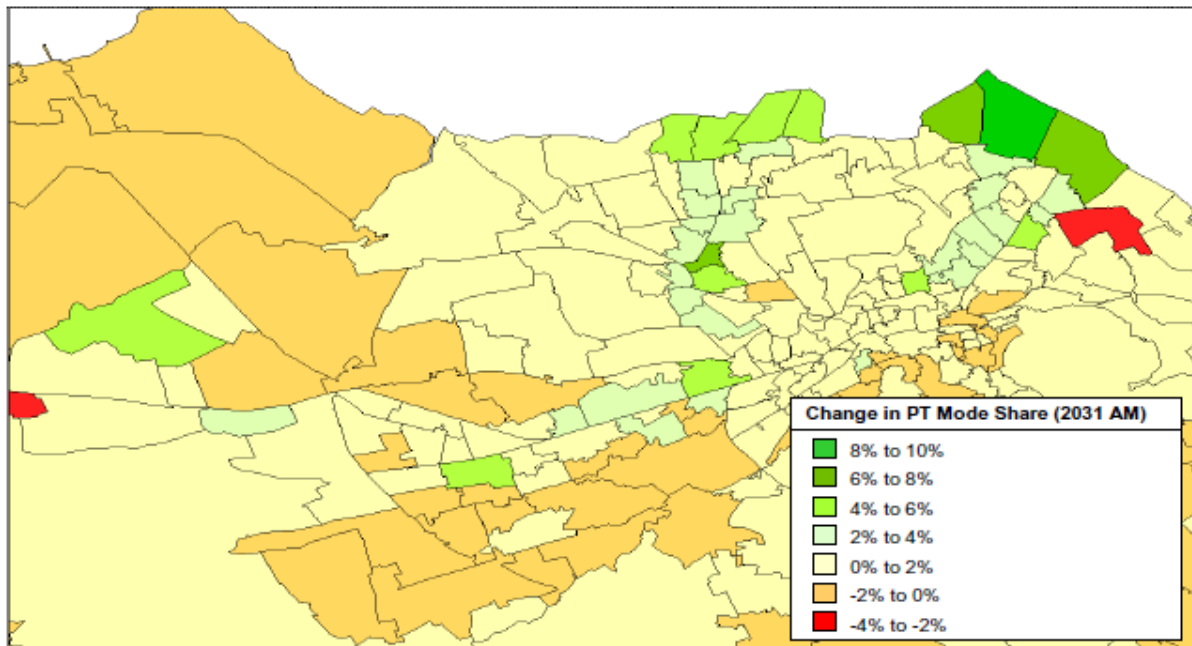 Change in PT Mode Share (2031 AM)
8% to 10%
6% to 8%
4% to 6%
2% to 4%
0% to 2%
-2% to 0%
-4% to -2%